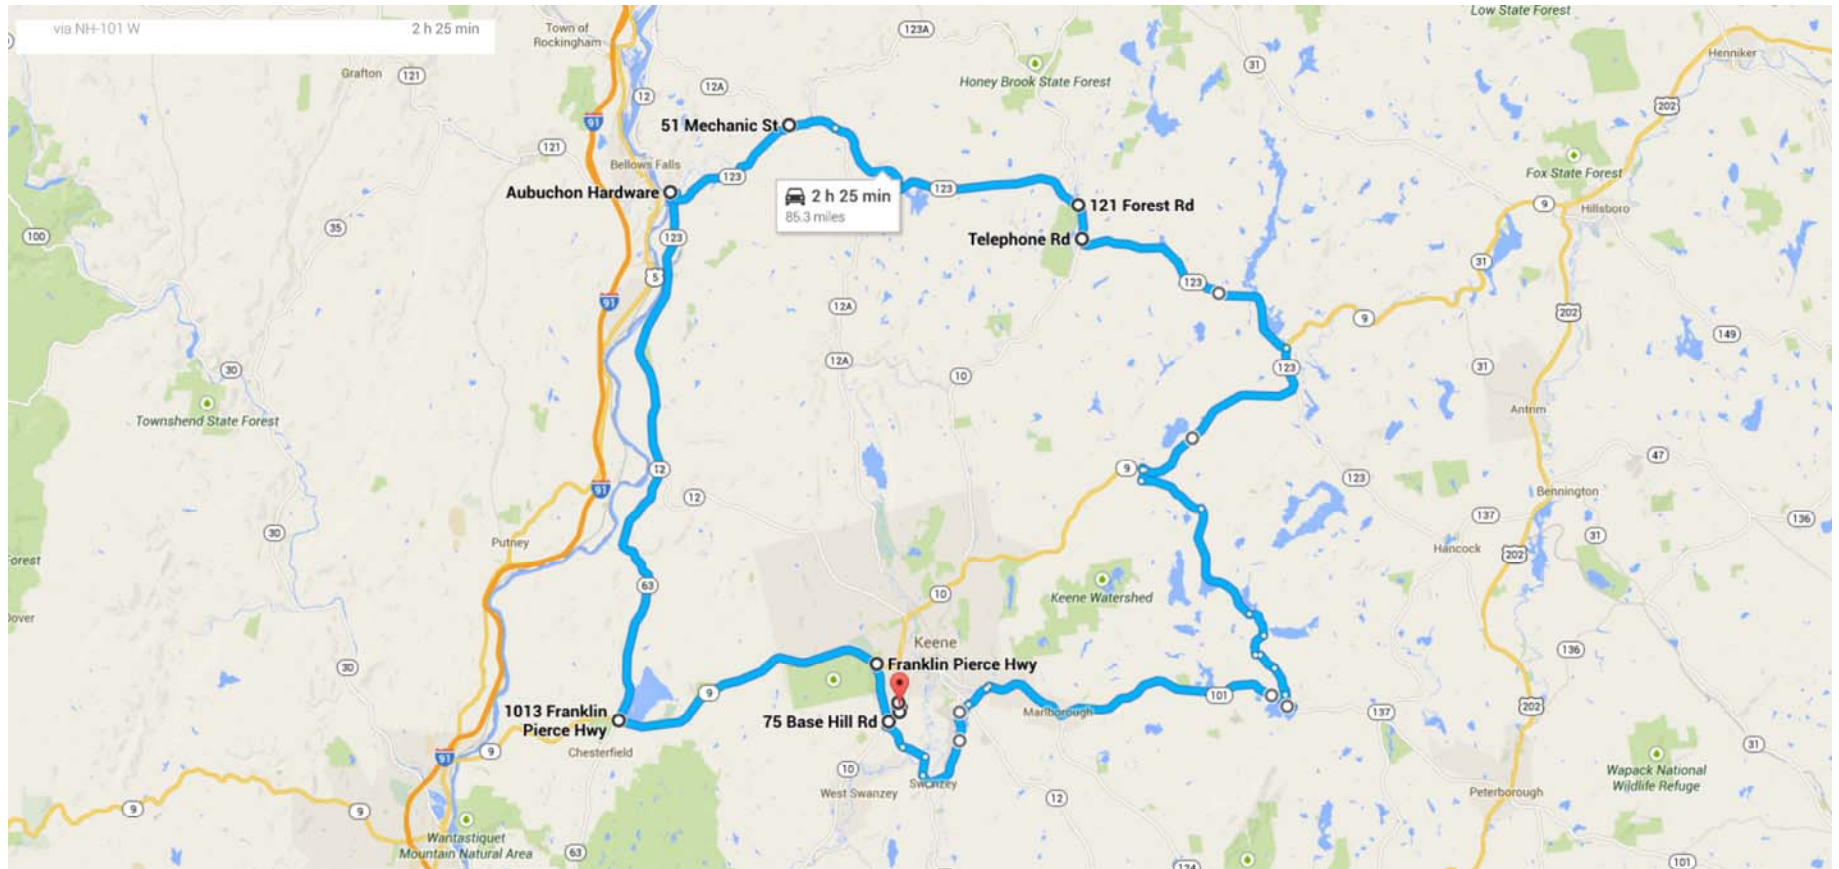 via NH-101 W 2 h 25 min
Town of
Rockingham
123A
Low State Forest
Henniker
Grafton
121
12A
Honey Brook State Forest
31
12
202
91
51 Mechanic St
121
Bellows Falls
123
Fox State Forest
Aubuchon Hardware
2 h 25 min
85.3 miles
123
121 Forest Rd
9
Hillsboro
35
100
123
Telephone Rd
5
31
123
91
12A
9
202
149
30
12A
10
123
31
Townshend State Forest
Antrim
12
9
47
91
12
123
Bennington
137
136
30
Putney
Hancock
202
31
orest
63
10
Keene Watershed
Dover
Keene
136
30
Franklin Pierce Hwy
9
101
1013 Franklin
Pierce Hwy
75 Base Hill Rd
Marlborough
137
202
91
9
Chesterfield
31
10
West Swanzey
Swanzey
12
Peterborough
Wapack National
Wildlife Refuge
9
9
Wantastiquet
Mountain Natural Area
63
124
101